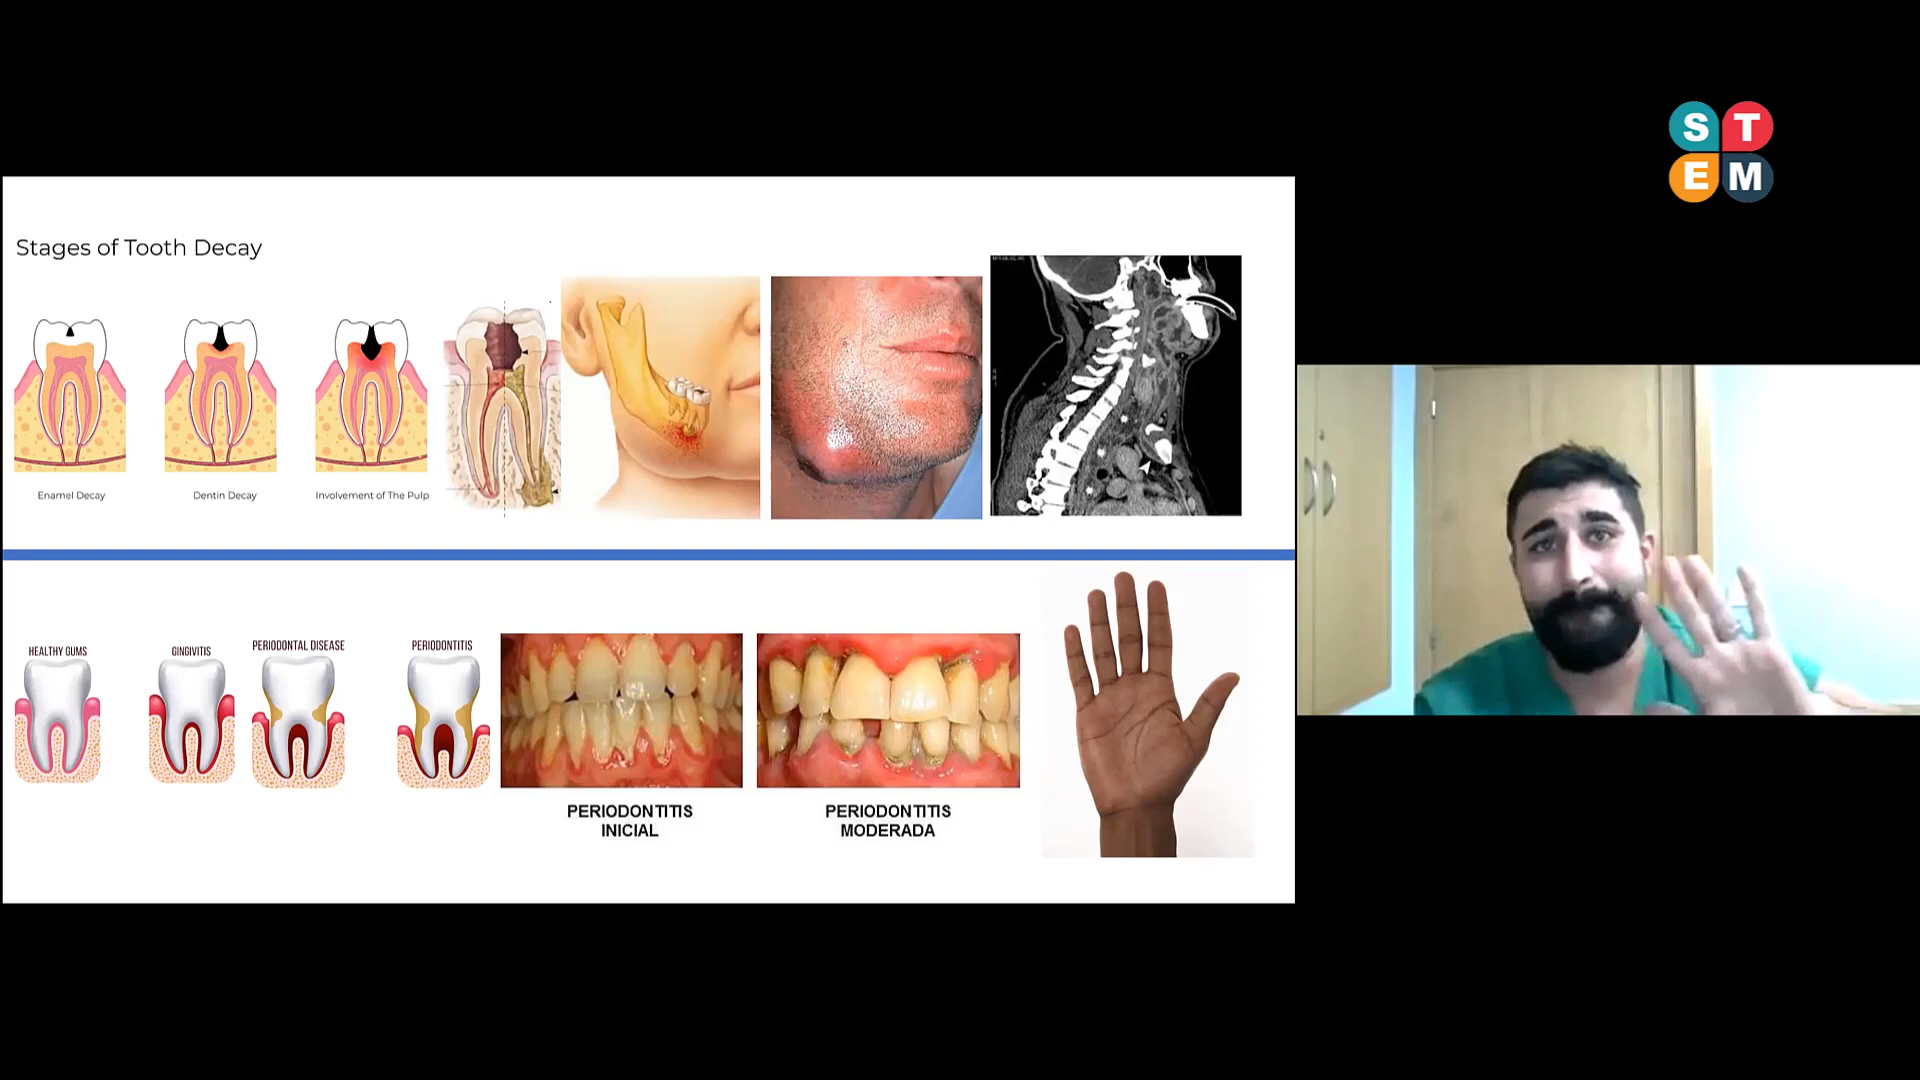 Stages of Tooth Decay
Enamel Decay
Dentin Decay
Involvement of The Pulp
HEALTHY GUMS
GINGIVITIS
PERIODONTAL DISEASE
PERIODONTITIS
PERIODONTITIS
INICIAL
PERIODONTITIS
MODERADA
S T
E M